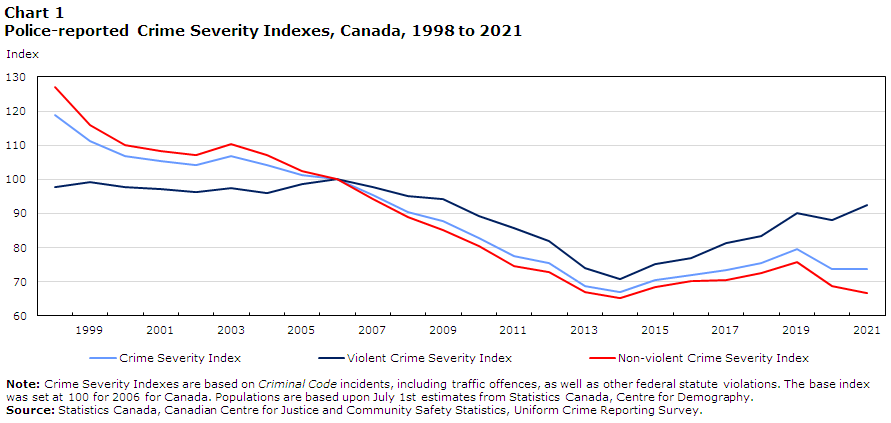 Chart 1
Police-reported Crime Severity Indexes, Canada, 1998 to 2021
Index
130
120
110
100
90
80
70
60
1999 2001 2003 2005 2007 2009 2011 2013 2015 2017 2019 2021
Crime Severity Index Violent Crime Severity Index Non-violent Crime Severity Index
Note: Crime Severity Indexes are based on Criminal Code incidents, including traffic offences, as well as other federal statute violations. The base index
was set at 100 for 2006 for Canada. Populations are based upon July 1st estimates from Statistics Canada, Centre for Demography.
Source: Statistics Canada, Canadian Centre for Justice and Community Safety Statistics, Uniform Crime Reporting Survey.